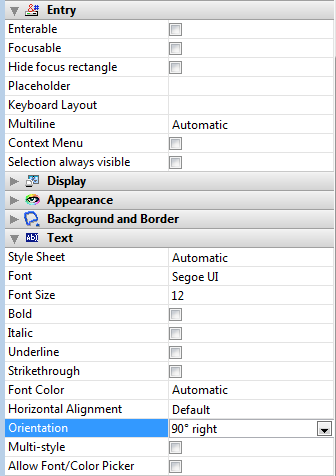 Entry
Enterable
Focusable
Hide focus rectangle
Placeholder
Keyboard Layout
Multiline Automatic
Context Menu
Selection always visible
Display
Appearance
Background and Border
Text
Style Sheet Automatic
Font Segoe UI
Font Size 12
Bold
Italic
Underline
Strikethrough
Font Color Automatic
Horizontal Alignment Default
Orientation 90° right
Multi-style
Allow Font/Color Picker